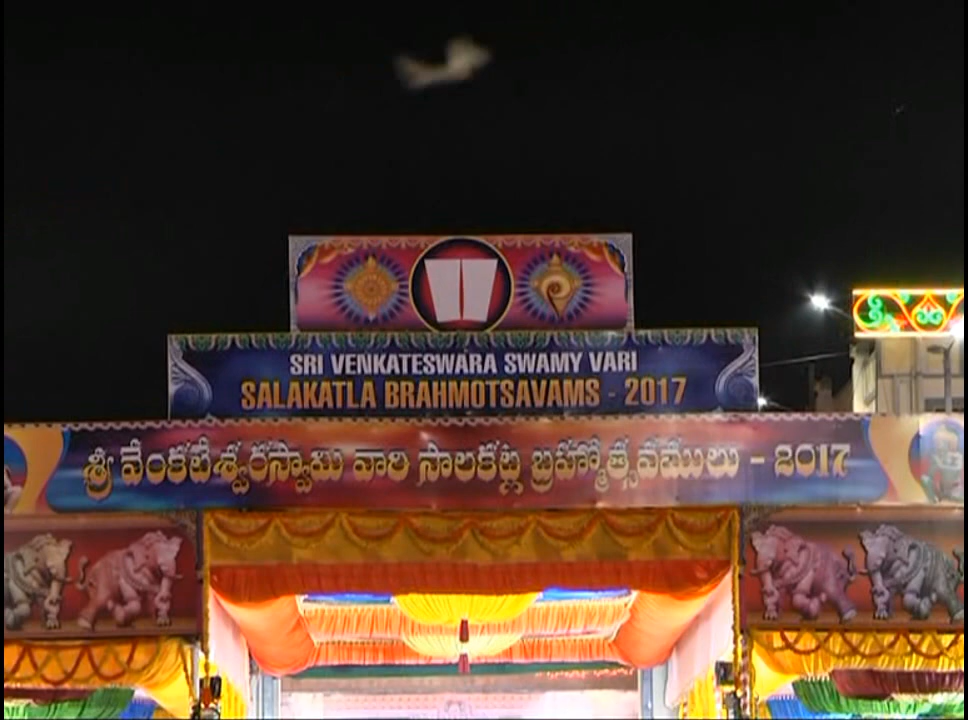 SRI VENKATESWARA SWAMY VARI
SALAKATLA BRAHMOTSAVAMS - 2017
శ్రీ వేంకటేశ్వరస్వామి వారి సాలకట్ల బ్రహ్మోత్సవములు - 2017